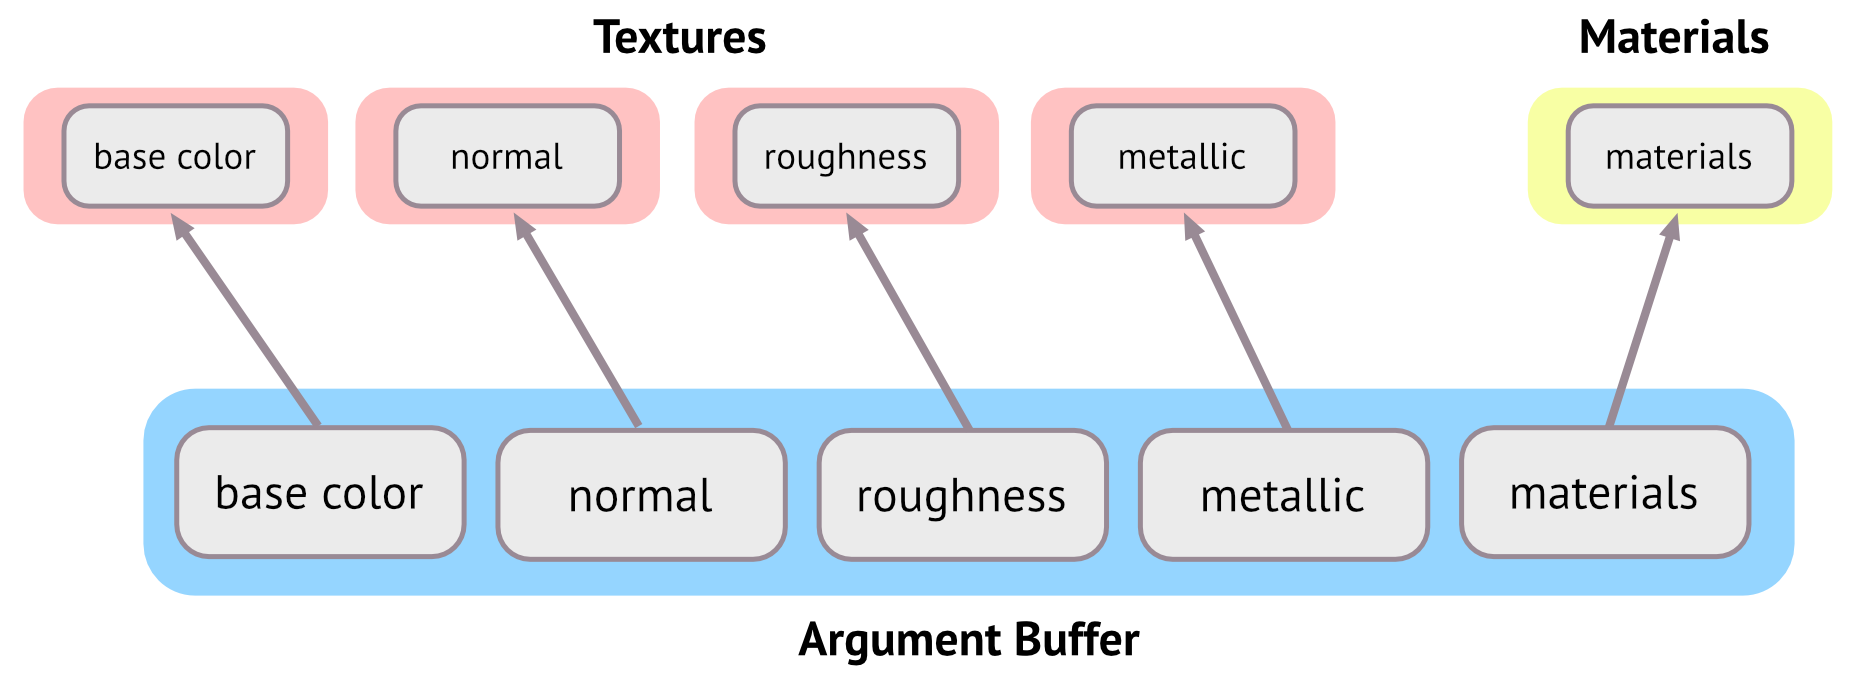 Textures
Materials
base color
normal
roughness
metallic
materials
base color
normal
roughness
metallic
materials
Argument Buffer